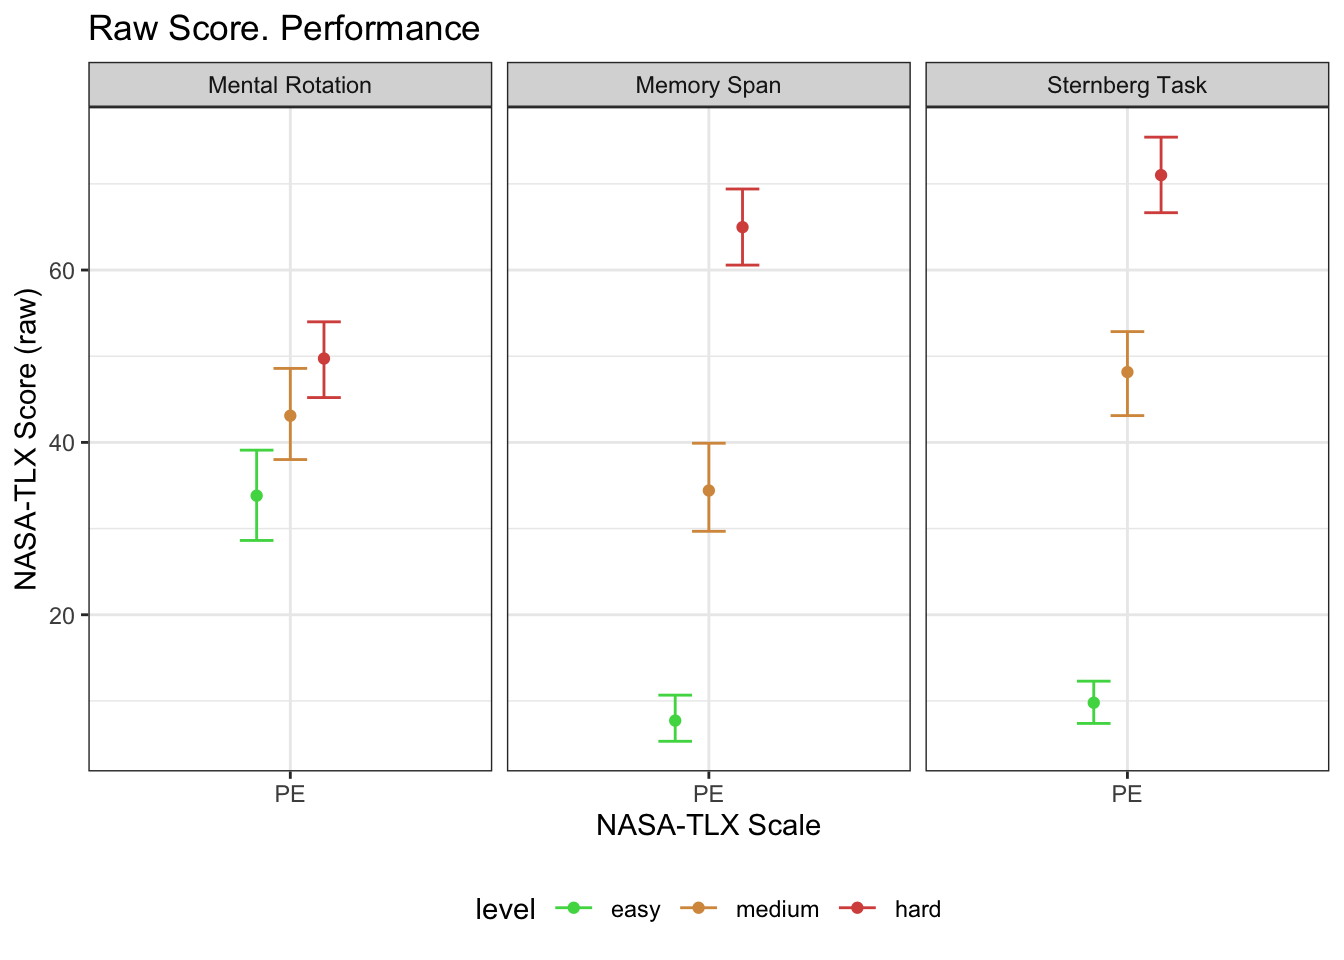 Raw Score. Performance
Mental Rotation
Memory Span
Sternberg Task
NASA-TLX Score (raw)
60
40
20
PE
PE
PE
NASA-TLX Scale
level easy medium hard